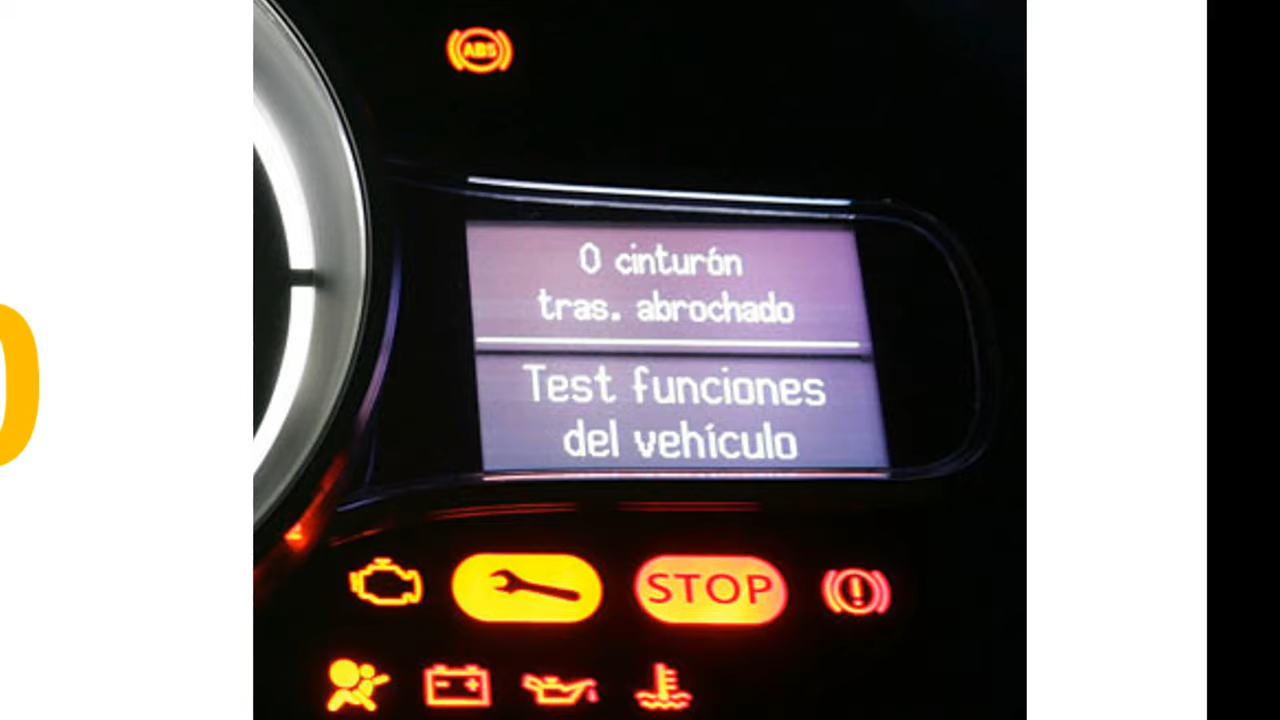 ABS
0 cinturón
tras. abrochado
Test funciones
del vehículo
STOP